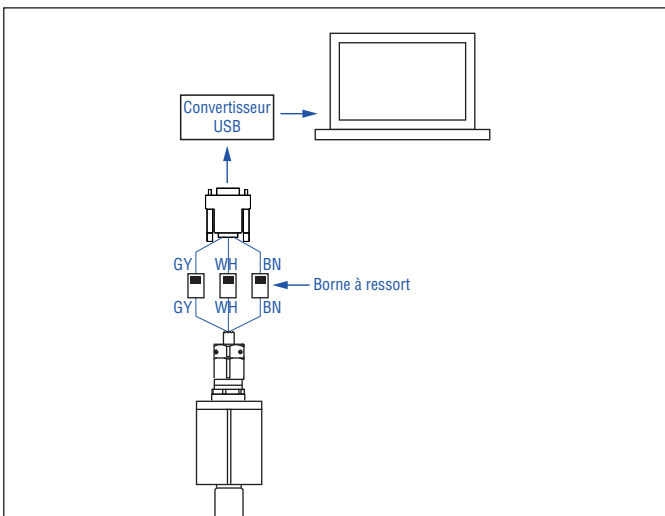 Convertisseur
USB
GY WH BN
Borne à ressort
GY WH BN